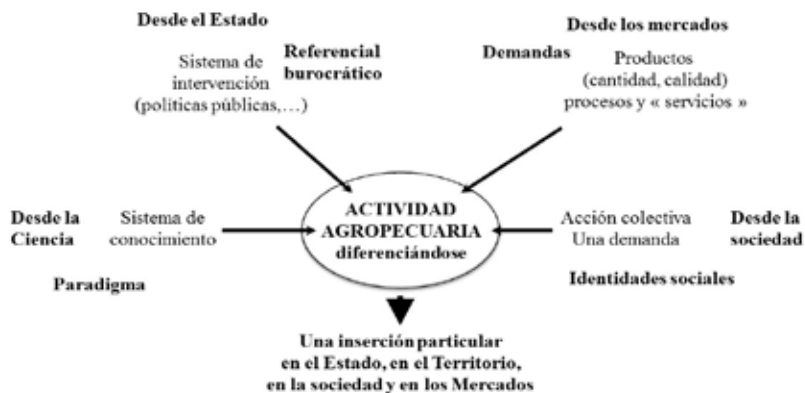 Desde el Estado
Sistema de
intervención
(políticas públicas,…)
Referencial
burocrático
Desde los mercados
Demandas
Productos
(cantidad, calidad)
procesos y « servicios »
Desde la
Ciencia
Sistema de
conocimiento
Paradigma
ACTIVIDAD
AGROPECUARIA
diferenciándose
Acción colectiva
Una demanda
Desde la
sociedad
Identidades sociales
Una inserción particular
en el Estado, en el Territorio,
en la sociedad y en los Mercados